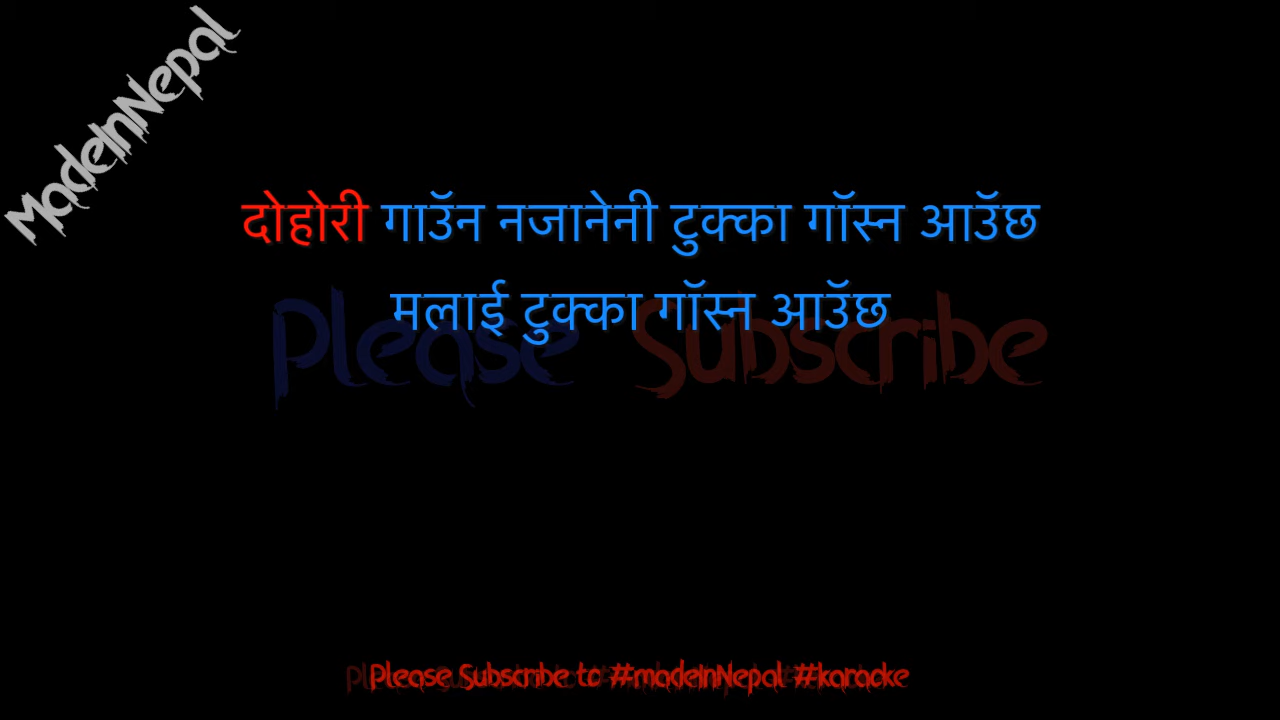 MadeInNepal
दोहोरी गाउॅन नजानेनी टुक्का गॉस्न आउॅछ
मलाई टुक्का गॉस्न आउॅछ
Please Subscribe
Please Subscribe to #madeInNepal #karaoke